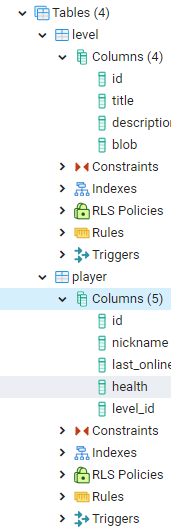 Tables (4)
level
Columns (4)
id
title
description
blob
Constraints
Indexes
RLS Policies
Rules
Triggers
player
Columns (5)
id
nickname
last_online
health
level_id
Constraints
Indexes
RLS Policies
Rules
Triggers